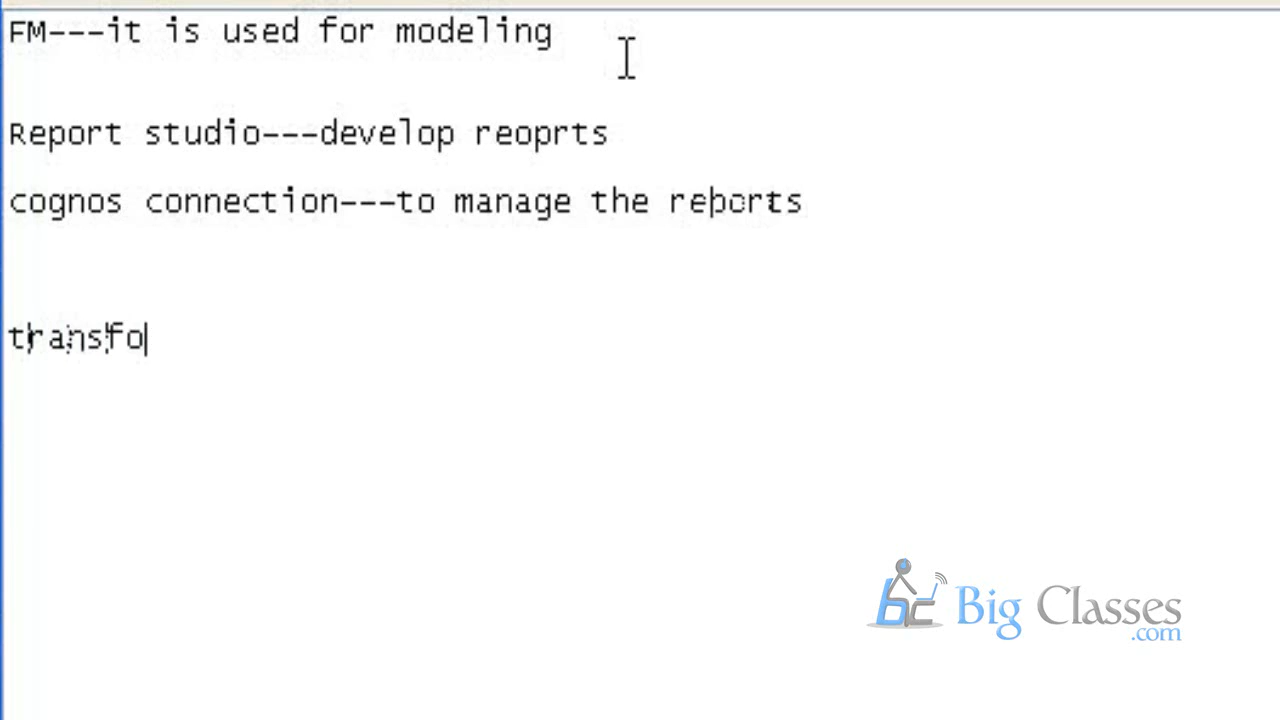 FM---it is used for modeling
Report studio---develop reoprts
cognos connection---to manage the reports
transfo
bc Big Classes
.com